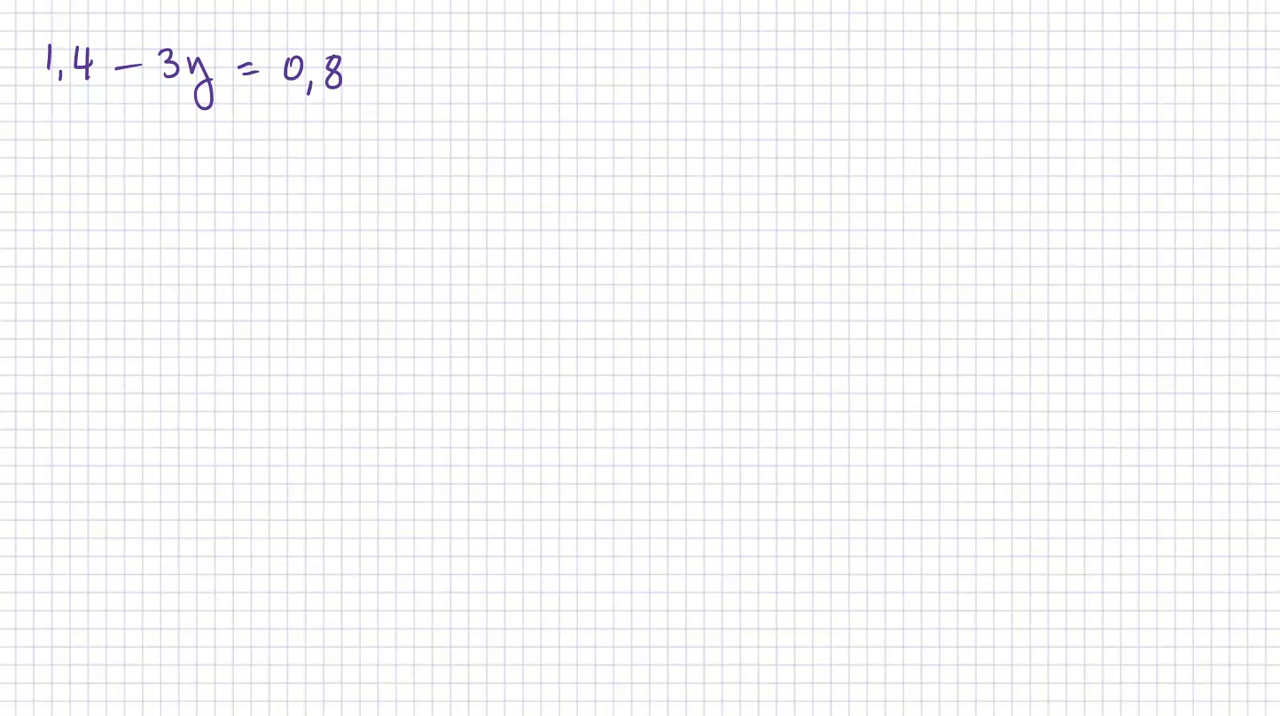 1,4 – 3y = 0,8